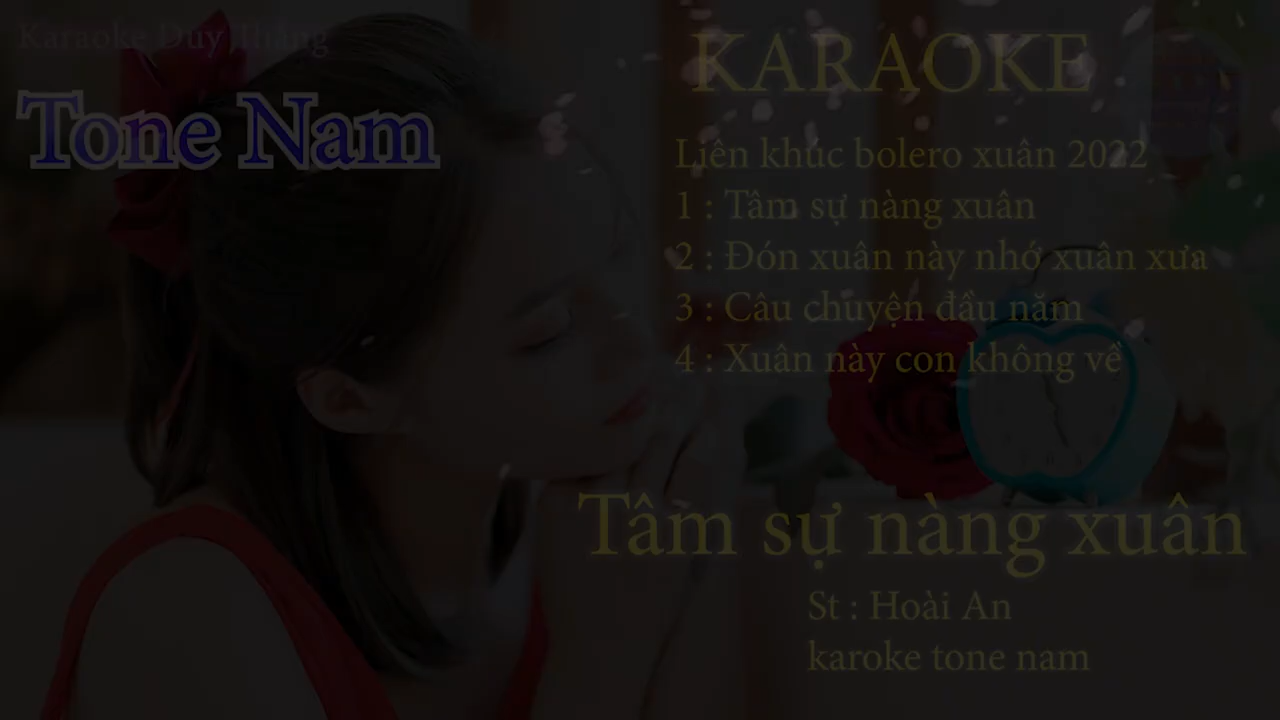 Karaoke Duy Thắng
Tone Nam
KARAOKE
Liên khúc bolero xuân 2022
1 : Tâm sự nàng xuân
2 : Đón xuân này nhớ xuân xưa
3 : Câu chuyện đầu năm
4 : Xuân này con không về
Tâm sự nàng xuân
St : Hoài An
karoke tone nam